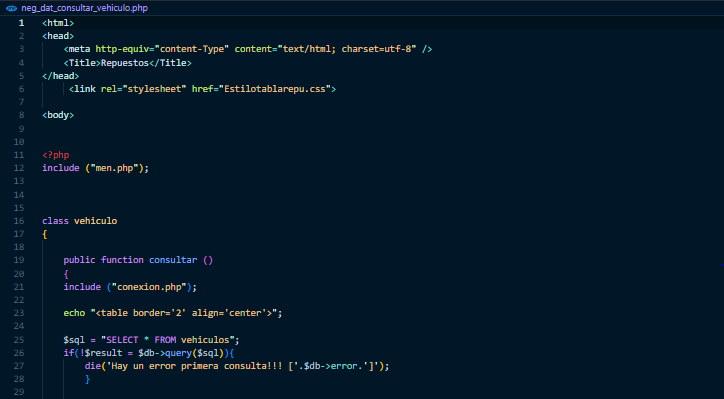 neg_dat_consultar_vehiculo.php
1 <html>
2 <head>
3 <meta http-equiv="content-Type" content="text/html; charset=utf-8" />
4 <Title>Repuestos</Title>
5 </head>
6 <link rel="stylesheet" href="Estilotablarepu.css">
7
8 <body>
9
10
11 <?php
12 include ("men.php");
13
14
15
16 class vehiculo
17 {
18
19 public function consultar ()
20 {
21 include ("conexion.php");
22
23 echo "<table border='2' align='center'>";
24
25 $sql = "SELECT * FROM vehiculos";
26 if(!$result = $db->query($sql)){
27 die('Hay un error primera consulta!!! ['.$db->error.']');
28 }
29